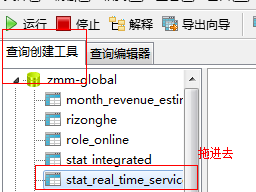 运行 停止 解释 导出向导
查询创建工具 查询编辑器
zmm-global
month_revenue_estin
rizonghe
role_online
stat integrated
stat_real_time_servic
拖进去